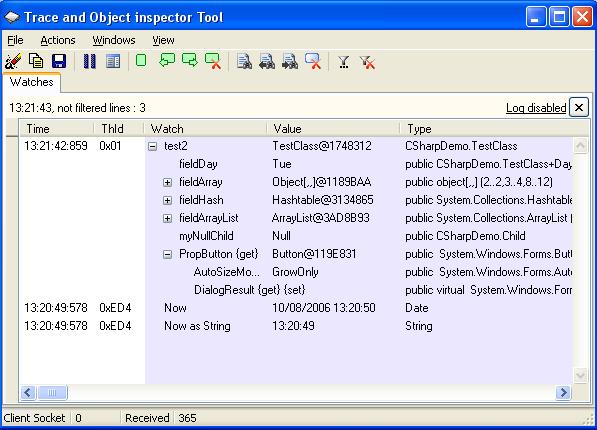 Trace and Object inspector Tool
File Actions Windows View
Watches
13:21:43, not filtered lines : 3 Log disabled
Time ThId Watch Value Type
13:21:42:859 0x01 test2 TestClass@1748312 CSharpDemo.TestClass
fieldDay Tue public CSharpDemo.TestClass+Day
fieldArray Object[,,]@1189BAA public object[,,] (2..2,3..4,8..12)
fieldHash Hashtable@3134865 public System.Collections.Hashtable
fieldArrayList ArrayList@3AD8B93 public System.Collections.ArrayList (
myNullChild Null public CSharpDemo.Child
PropButton {get} Button@119E831 public System.Windows.Forms.Butt
AutoSizeMo... GrowOnly public System.Windows.Forms.Auto
DialogResult {get} {set} public virtual System.Windows.Forn
13:20:49:578 0xED4 Now 10/08/2006 13:20:50 Date
13:20:49:578 0xED4 Now as String 13:20:49 String
Client Socket 0 Received 365